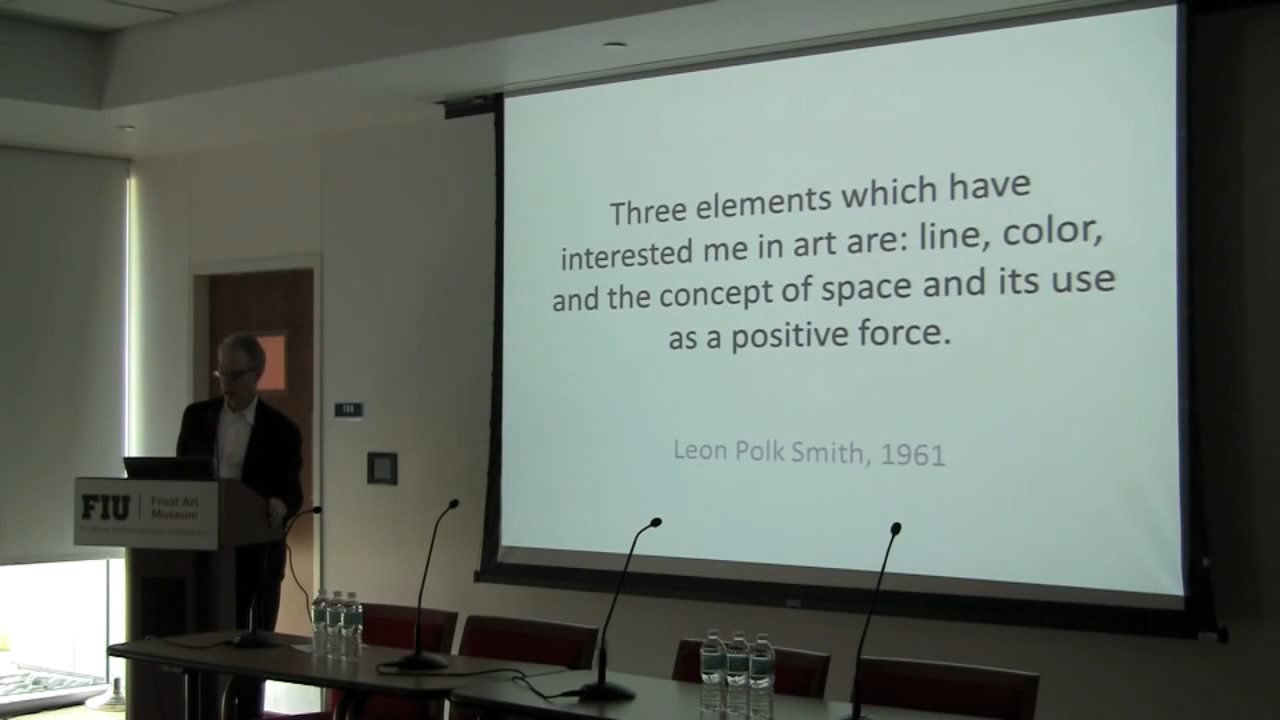 Three elements which have
interested me in art are: line, color,
and the concept of space and its use
as a positive force.
Leon Polk Smith, 1961
FIU
Frost Art
Museum